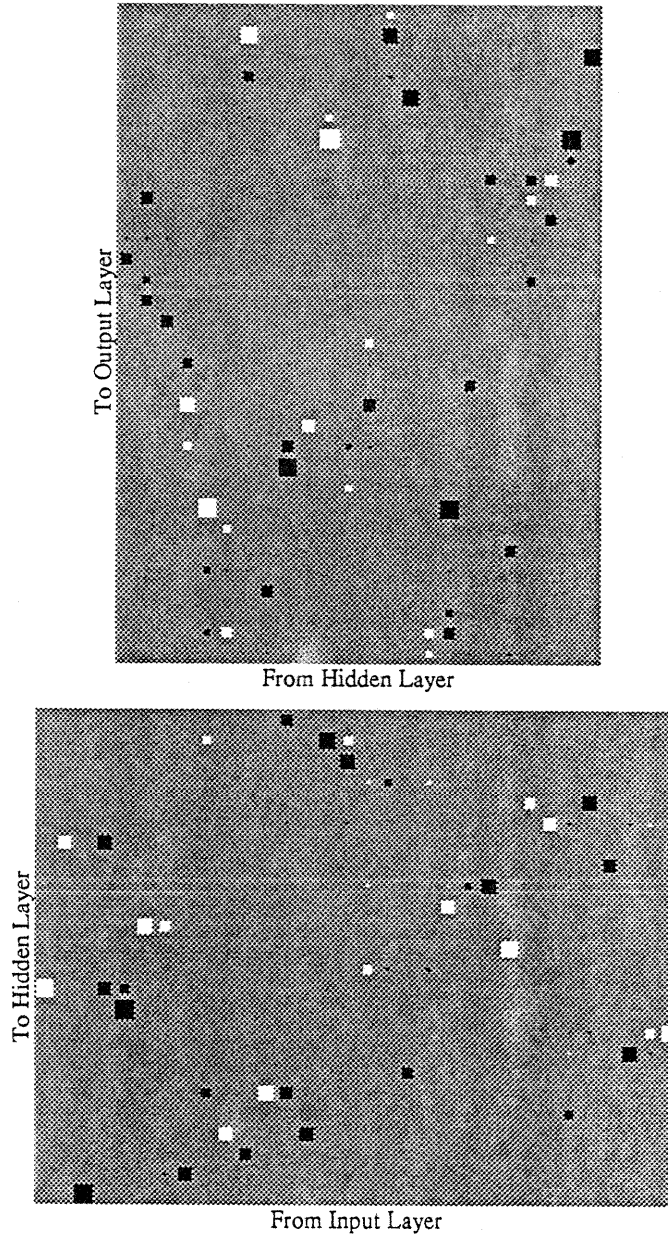 To Output Layer
From Hidden Layer
To Hidden Layer
From Input Layer